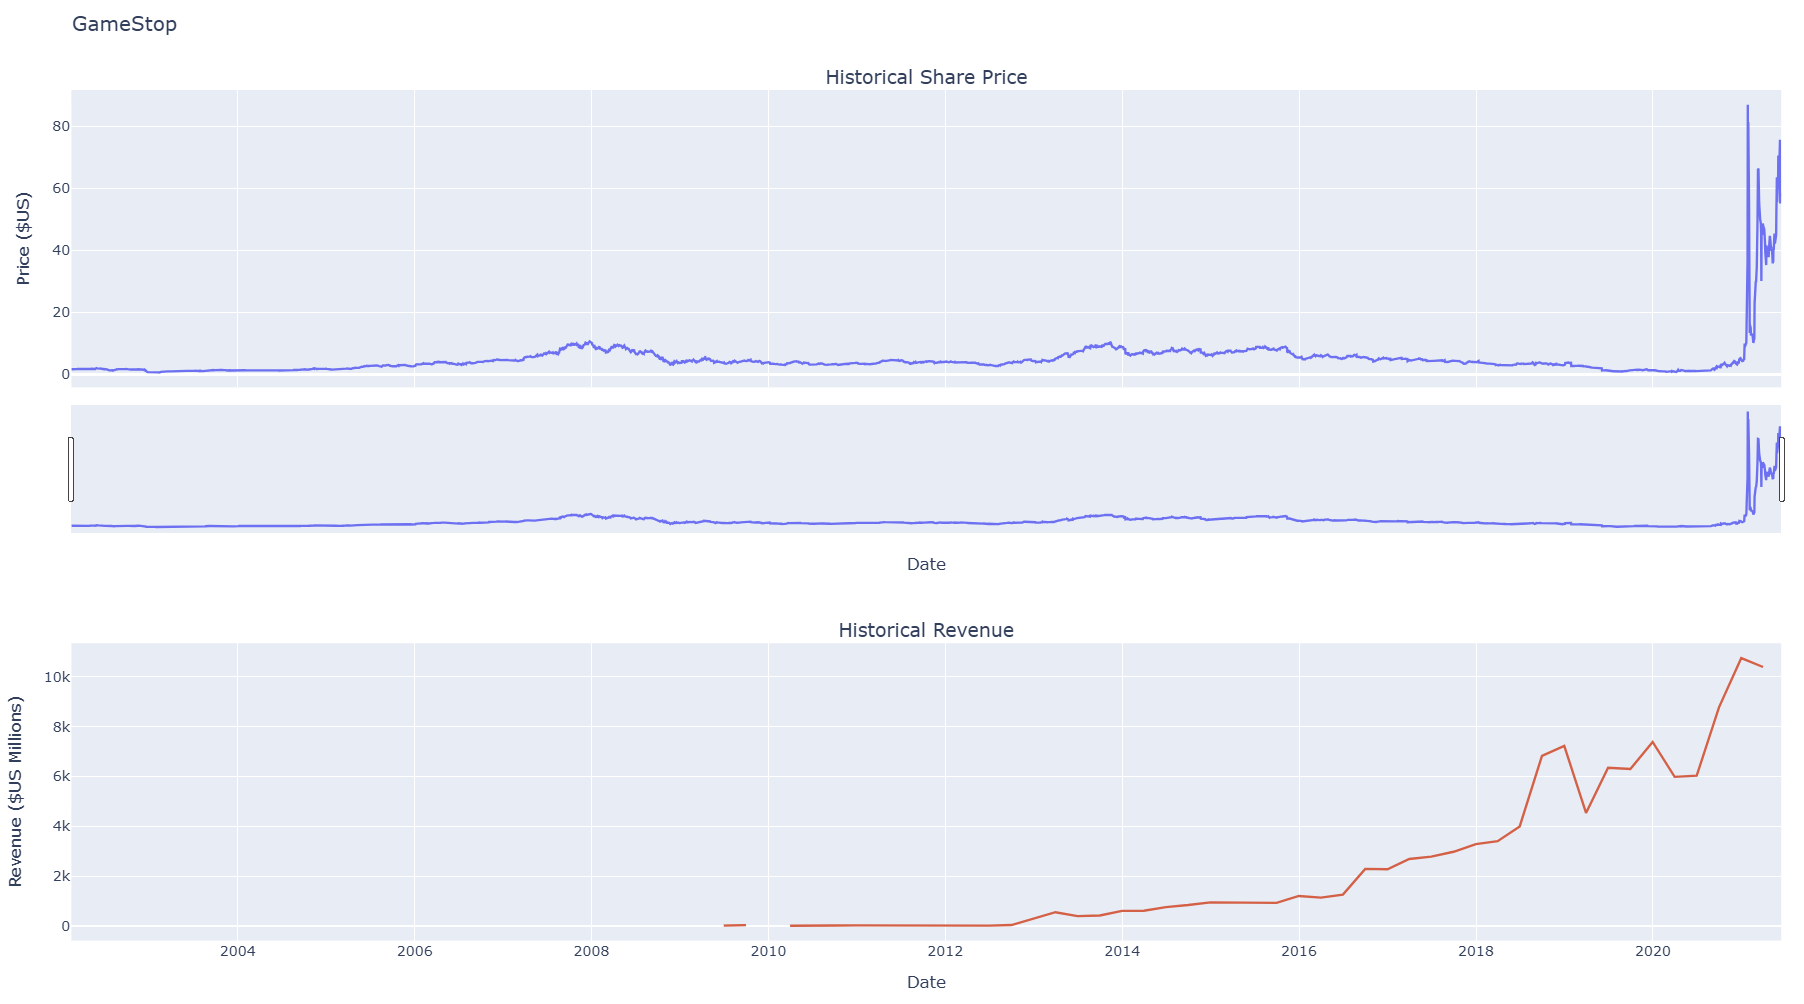 GameStop
Historical Share Price
Price ($US)
80
60
40
20
0
Date
Historical Revenue
Revenue ($US Millions)
10k
8k
6k
4k
2k
0
2004 2006 2008 2010 2012 2014 2016 2018 2020
Date